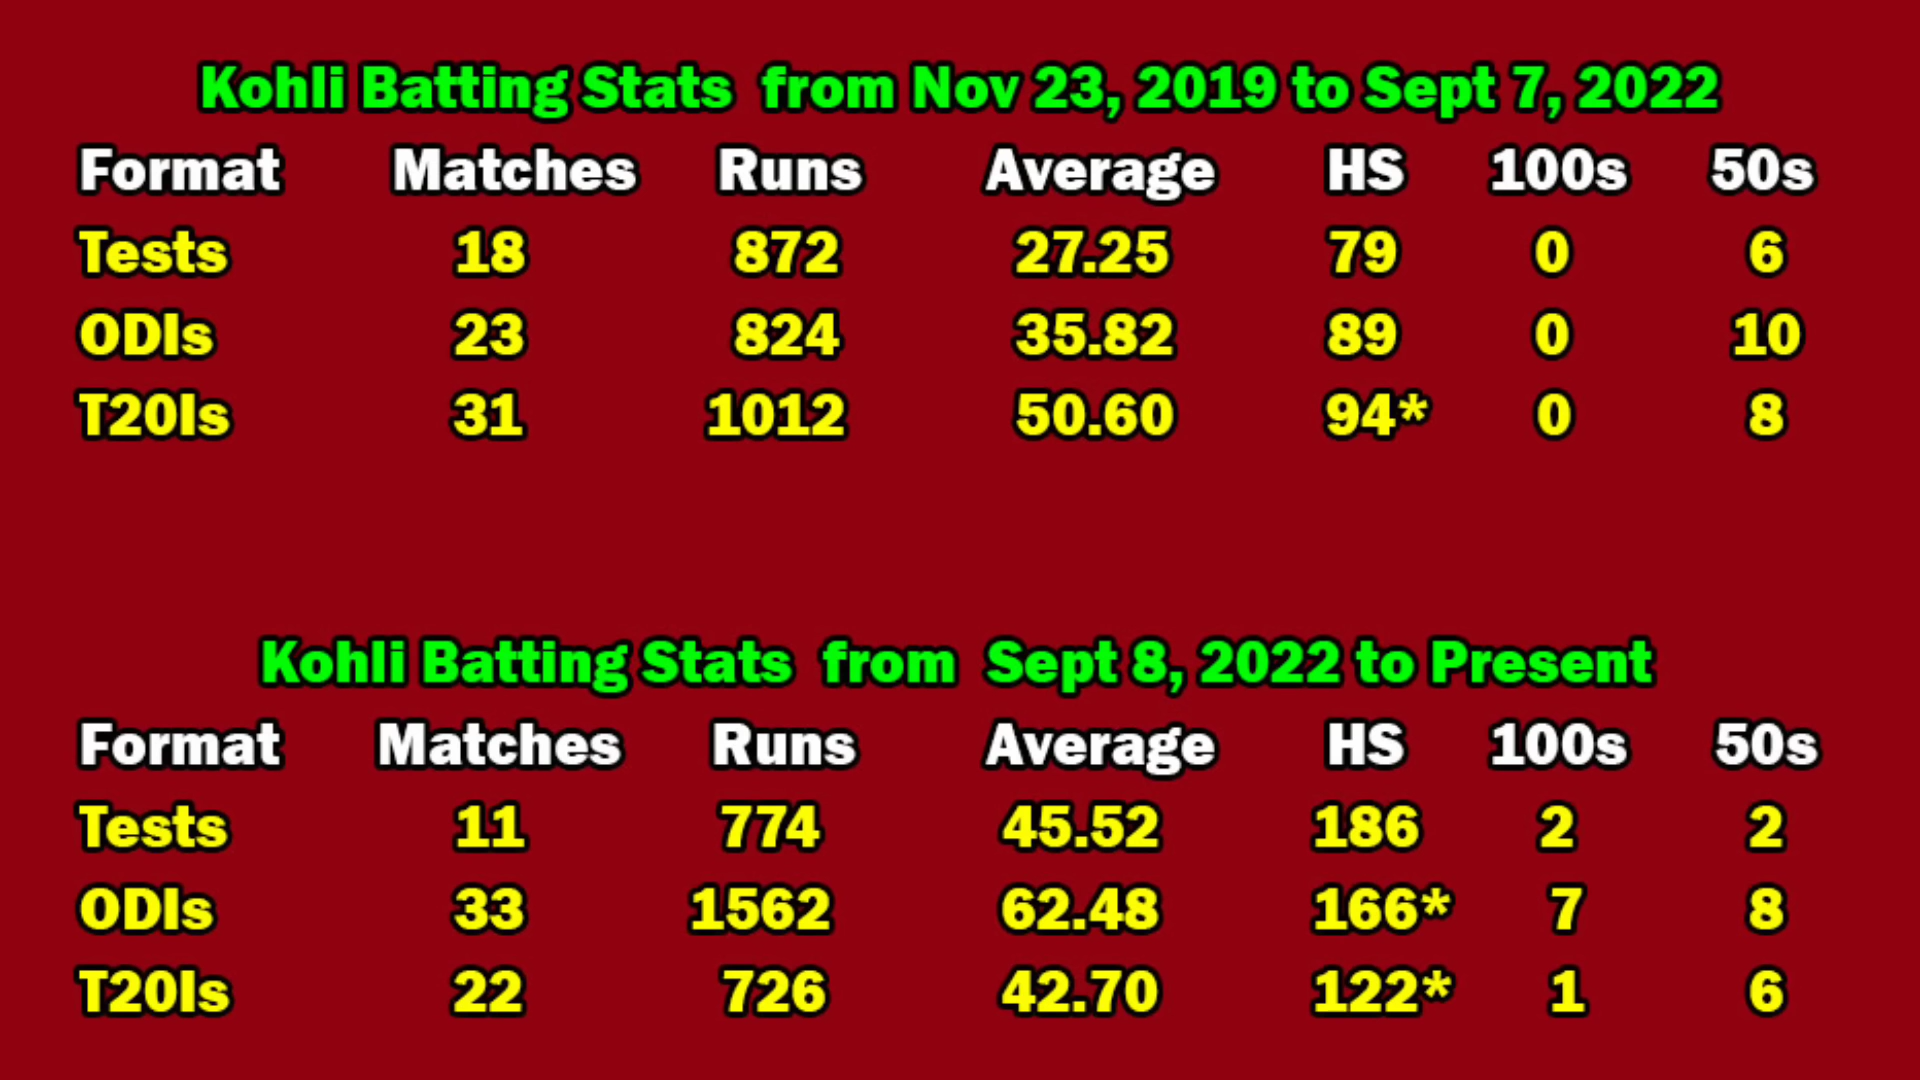 Kohli Batting Stats from Nov 23, 2019 to Sept 7, 2022
Format Matches Runs Average HS 100s 50s
Tests 18 872 27.25 79 0 6
ODIs 23 824 35.82 89 0 10
T20Is 31 1012 50.60 94* 0 8
Kohli Batting Stats from Sept 8, 2022 to Present
Format Matches Runs Average HS 100s 50s
Tests 11 774 45.52 186 2 2
ODIs 33 1562 62.48 166* 7 8
T20Is 22 726 42.70 122* 1 6